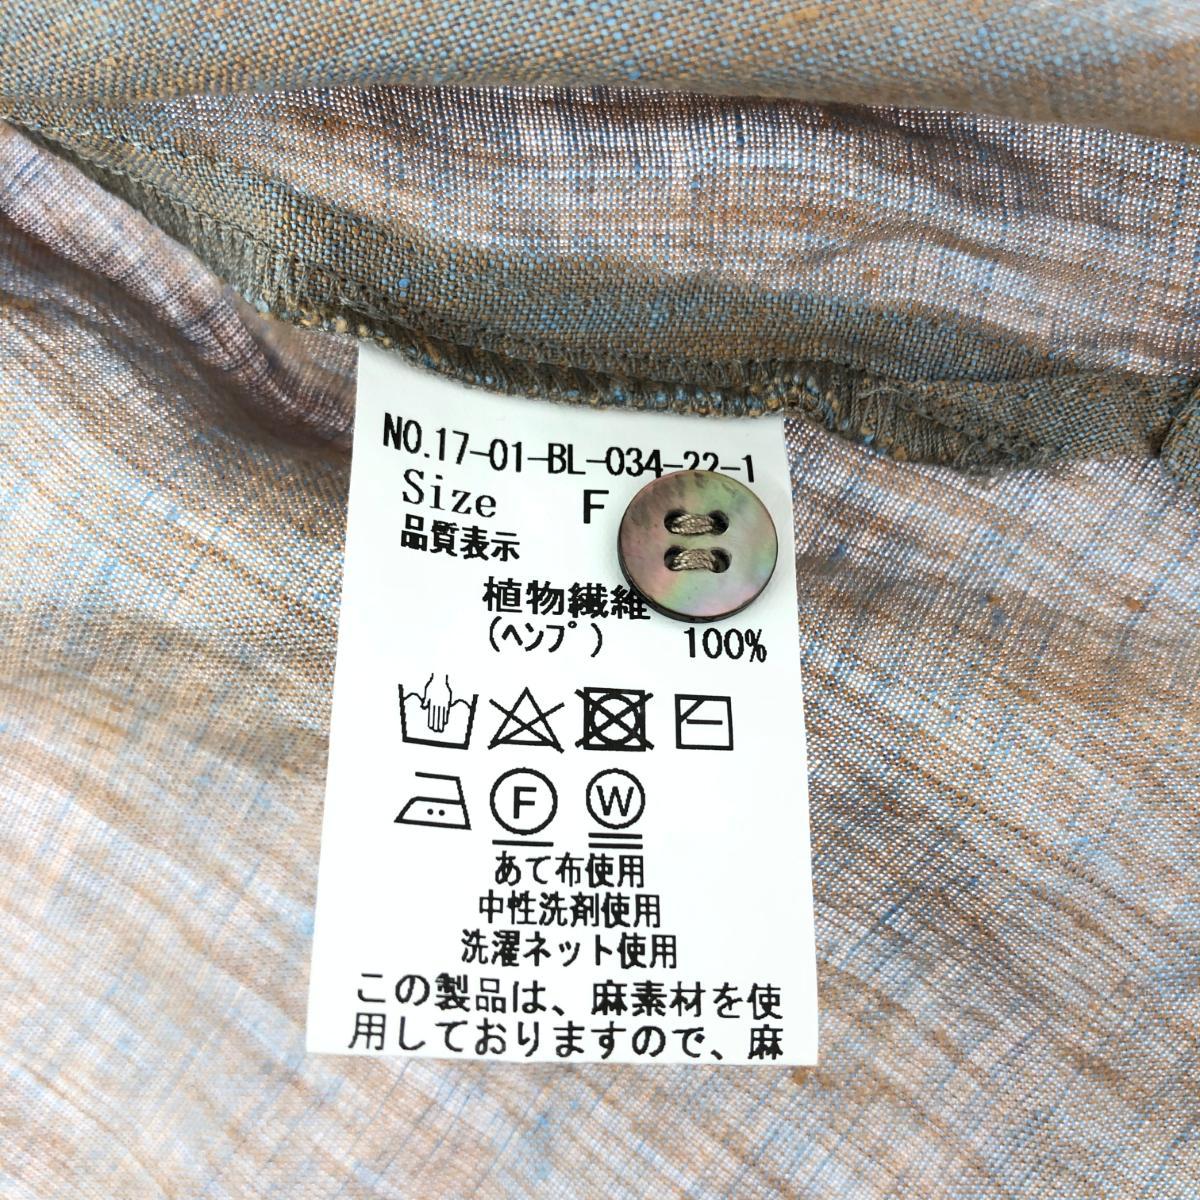 NO.17-01-BL-034-22-1
Size F
品質表示
植物繊維
(ヘンプ) 100%
F W
あて布使用
中性洗剤使用
洗濯ネット使用
この製品は、麻素材を使
用しておりますので、麻